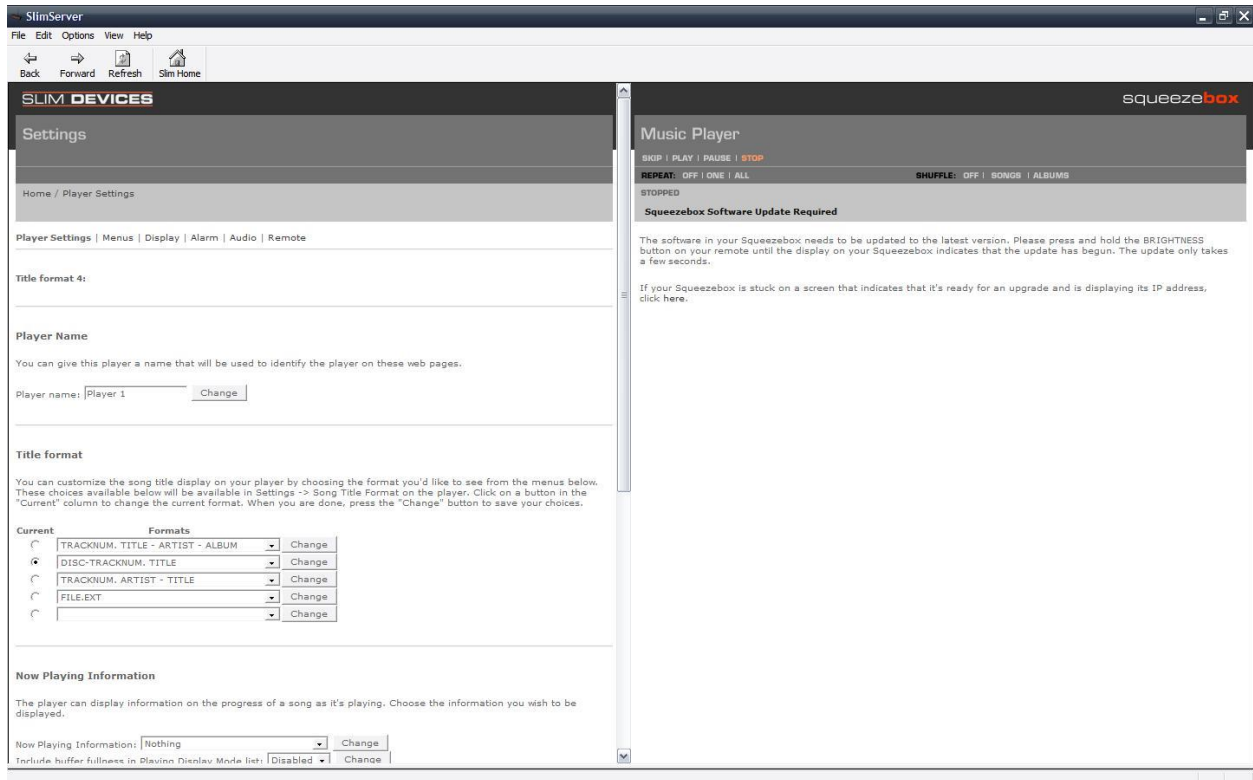 SlimServer
File Edit Options View Help
Back Forward Refresh Slim Home
SLIM DEVICES
Settings
Home / Player Settings
Player Settings | Menus | Display | Alarm | Audio | Remote
Title format 4:
Player Name
You can give this player a name that will be used to identify the player on these web pages.
Player name: Player 1 Change
Title format
You can customize the song title display on your player by choosing the format you'd like to see from the menus below.
These choices available below will be available in Settings -> Song Title Format on the player. Click on a button in the
"Current" column to change the current format. When you are done, press the "Change" button to save your choices.
Current Formats
TRACKNUM. TITLE - ARTIST - ALBUM Change
DISC-TRACKNUM. TITLE Change
TRACKNUM. ARTIST - TITLE Change
FILE.EXT Change
Change
Now Playing Information
The player can display information on the progress of a song as it's playing. Choose the information you wish to be
displayed.
Now Playing Information: Nothing Change
Include buffer fullness in Playing Display Mode list: Disabled Change
squeezebox
Music Player
SKIP | PLAY | PAUSE | STOP
REPEAT: OFF | ONE | ALL SHUFFLE: OFF | SONGS | ALBUMS
STOPPED
Squeezebox Software Update Required
The software in your Squeezebox needs to be updated to the latest version. Please press and hold the BRIGHTNESS
button on your remote until the display on your Squeezebox indicates that the update has begun. The update only takes
a few seconds.
If your Squeezebox is stuck on a screen that indicates that it's ready for an upgrade and is displaying its IP address,
click here.